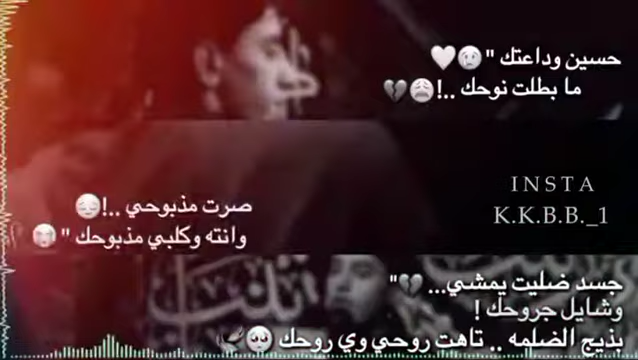 حسين وداعتك "😢🤍
ما بطلت نوحك ..!😩💔
INSTA
K.K.B.B._1
صرت مذبوحي ..!😔
وانته وكلبي مذبوحك "😭
جسد ضليت يمشي... 💔"
وشايل جروحك !
بذيج الضلمه .. تاهت روحي وي روحك 🥺🕊